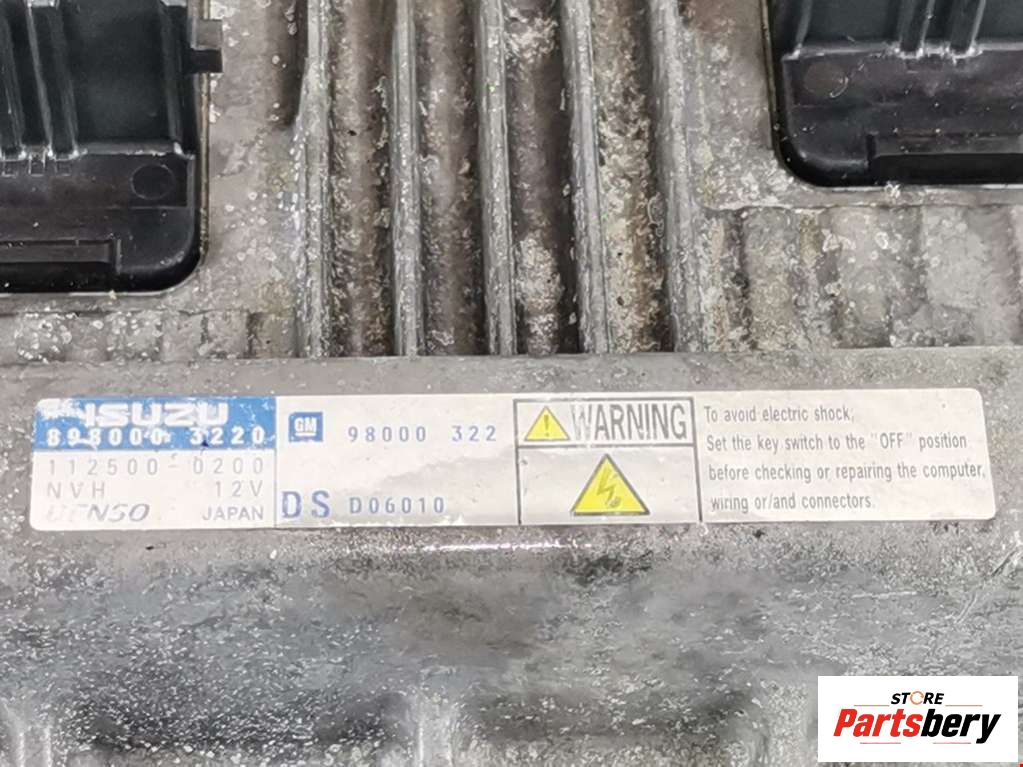 ISUZU
898000-3220
112500-0200
NVH 12V
DENSO JAPAN
GM 98000 322
DS D06010
WARNING
To avoid electric shock,
Set the key switch to the "OFF" position
before checking or repairing the computer,
wiring or/and connectors.
STORE
Partsbery